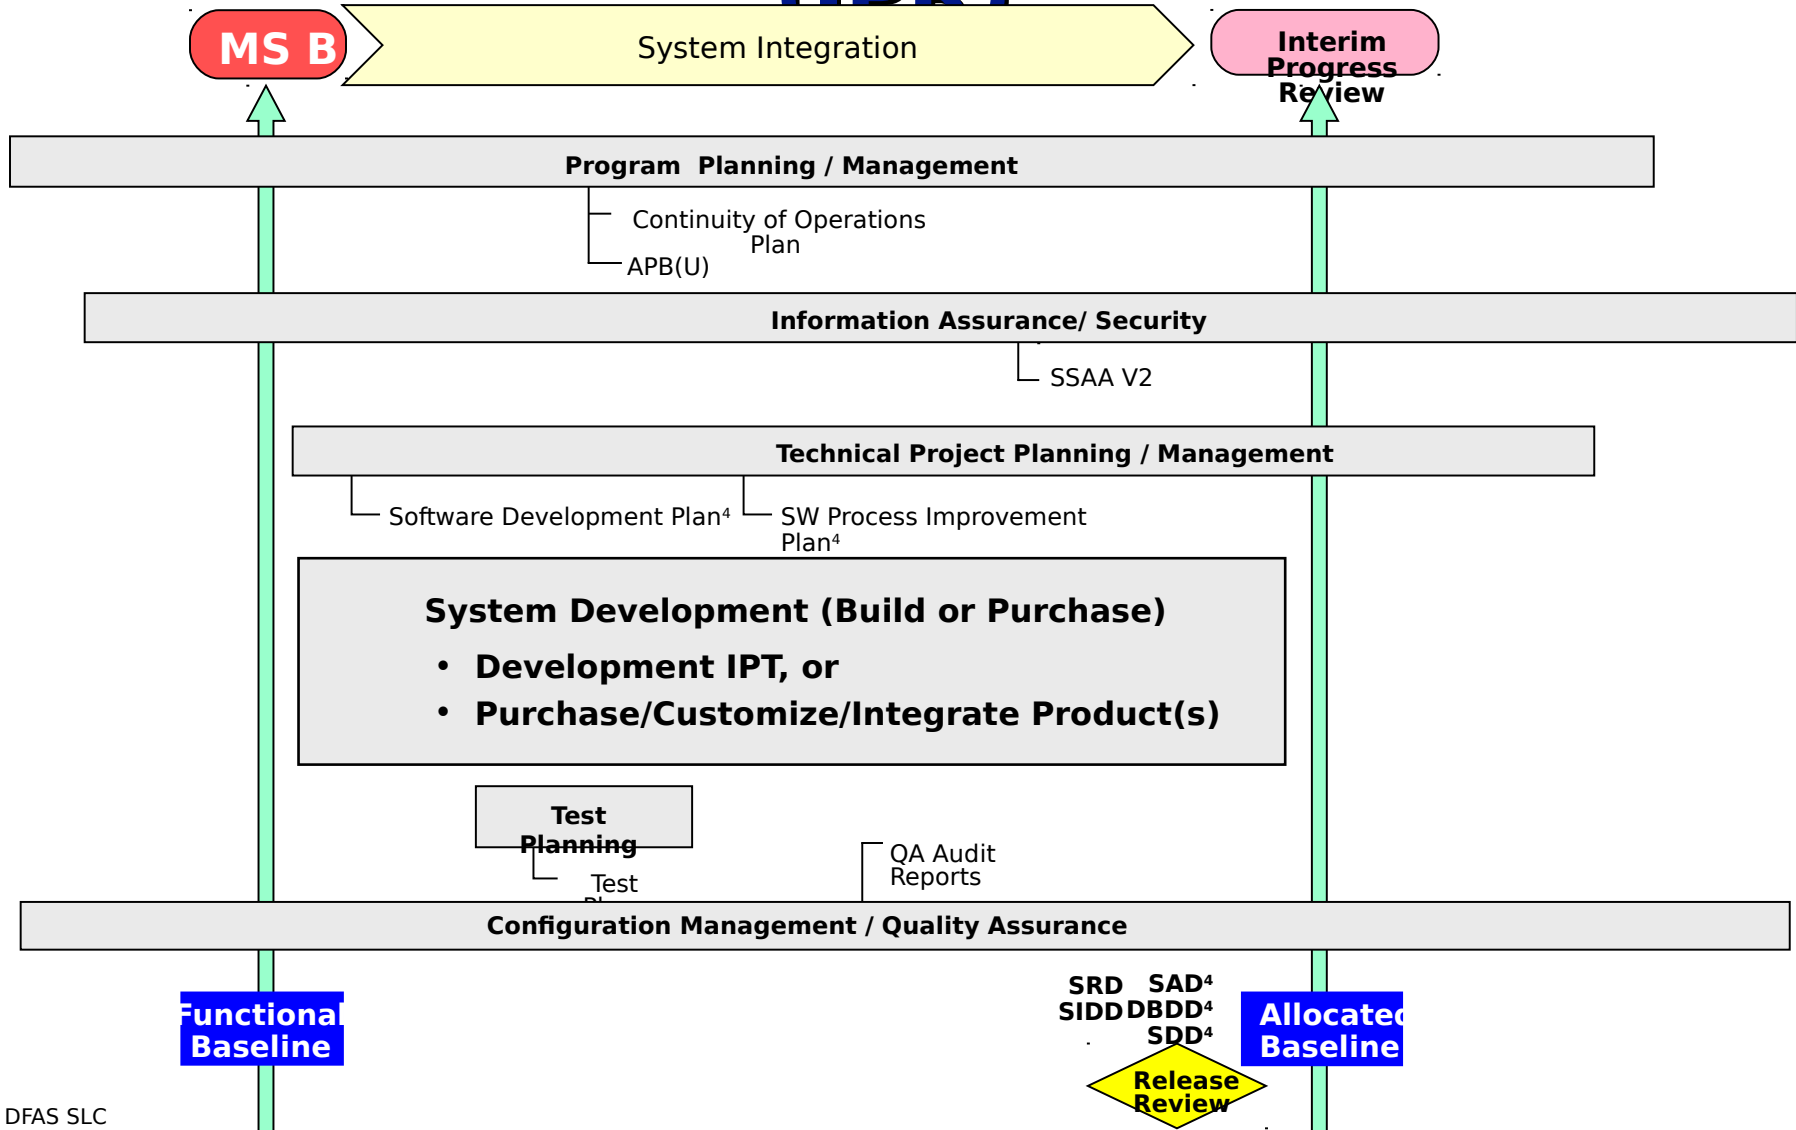 MS B
System Integration
Interim
Progress
Review
Program Planning / Management
Continuity of Operations
Plan
APB(U)
Information Assurance/ Security
SSAA V2
Technical Project Planning / Management
Software Development Plan⁴
SW Process Improvement
Plan⁴
System Development (Build or Purchase)
• Development IPT, or
• Purchase/Customize/Integrate Product(s)
Test
Planning
Test
QA Audit
Reports
Configuration Management / Quality Assurance
SRD SAD⁴
SIDD DBDD⁴
SDD⁴
Functional
Baseline
Allocated
Baseline
Release
Review
DFAS SLC